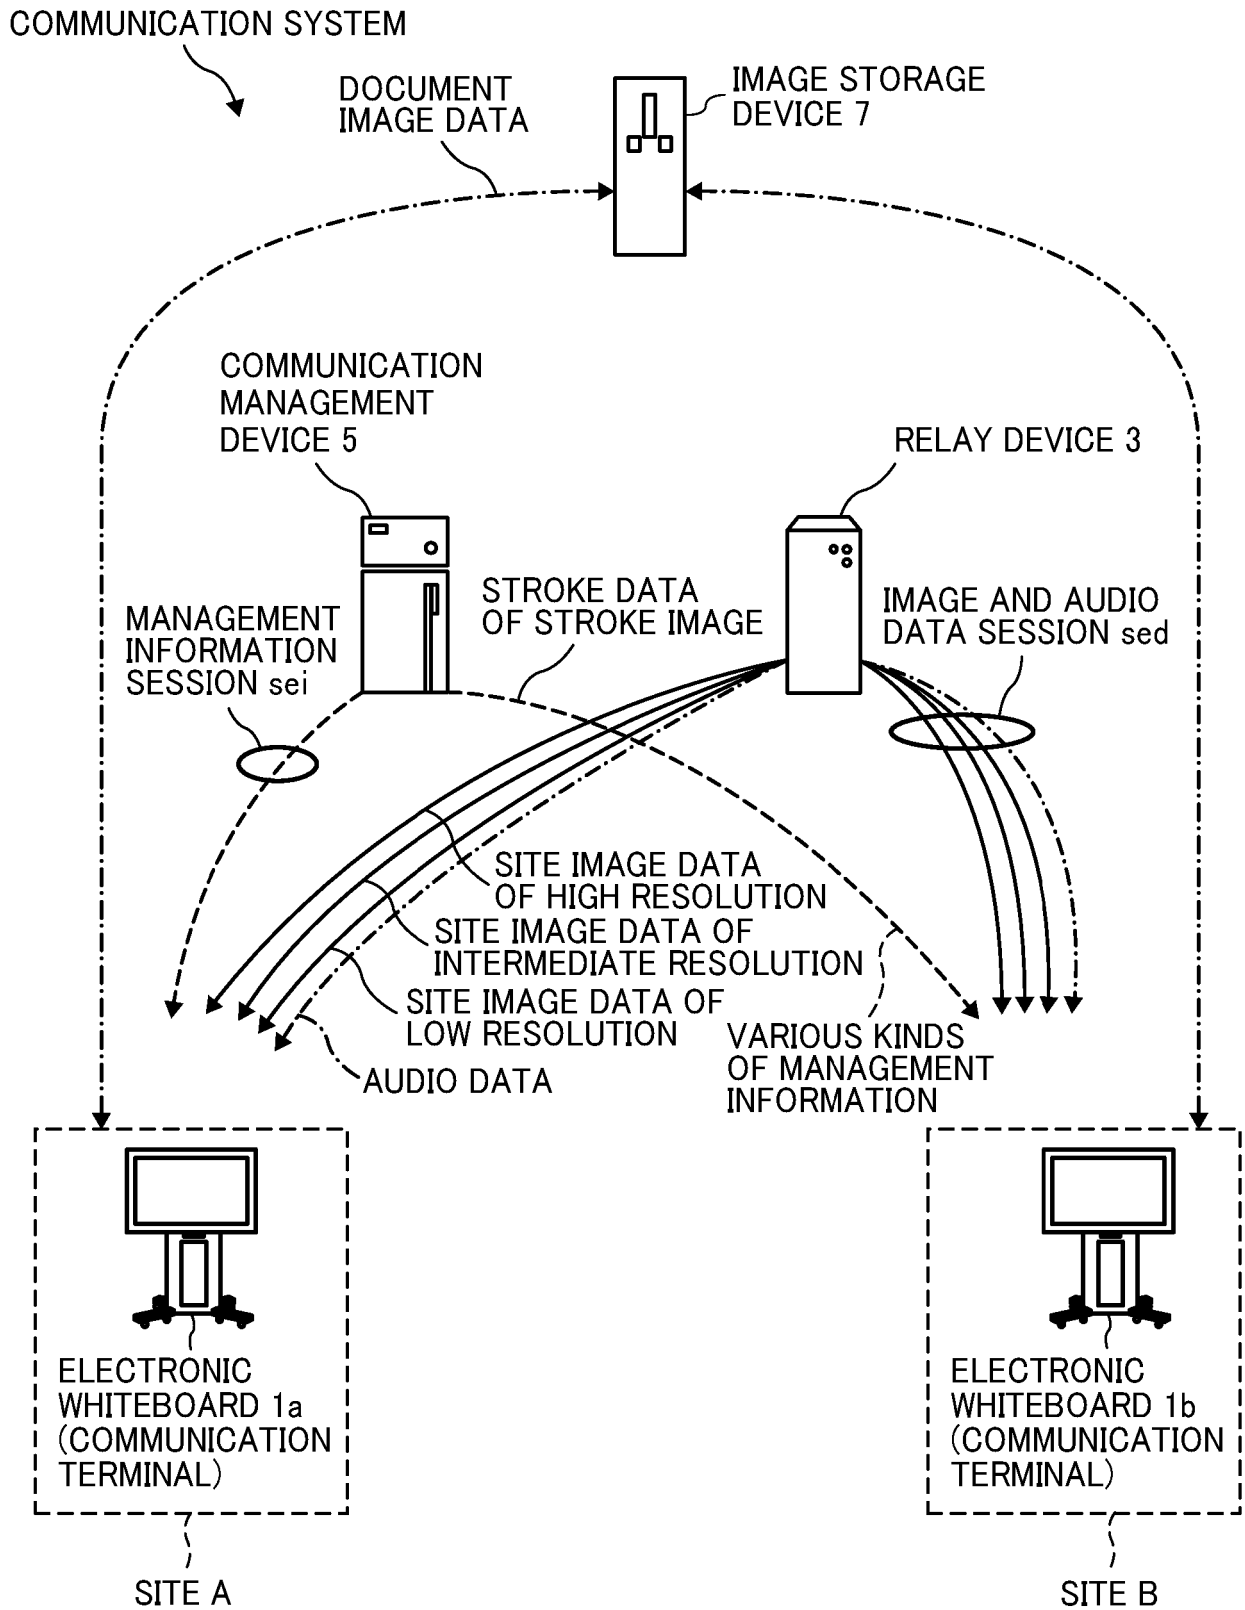 COMMUNICATION SYSTEM
DOCUMENT
IMAGE DATA
IMAGE STORAGE
DEVICE 7
COMMUNICATION
MANAGEMENT
DEVICE 5
RELAY DEVICE 3
STROKE DATA
OF STROKE IMAGE
IMAGE AND AUDIO
DATA SESSION sed
MANAGEMENT
INFORMATION
SESSION sei
SITE IMAGE DATA
OF HIGH RESOLUTION
SITE IMAGE DATA OF
INTERMEDIATE RESOLUTION
SITE IMAGE DATA OF
LOW RESOLUTION
AUDIO DATA
VARIOUS KINDS
OF MANAGEMENT
INFORMATION
ELECTRONIC
WHITEBOARD 1a
(COMMUNICATION
TERMINAL)
SITE A
ELECTRONIC
WHITEBOARD 1b
(COMMUNICATION
TERMINAL)
SITE B